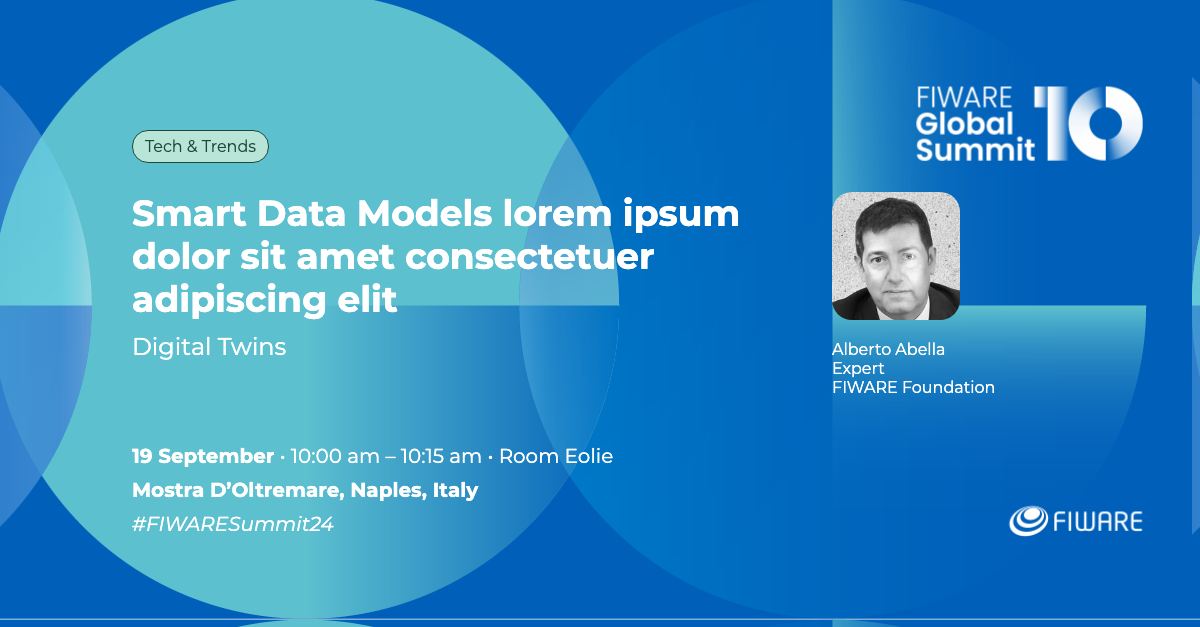 FIWARE
Global
Summit 10
Tech & Trends
Smart Data Models lorem ipsum
dolor sit amet consectetuer
adipiscing elit
Digital Twins
Alberto Abella
Expert
FIWARE Foundation
19 September · 10:00 am – 10:15 am · Room Eolie
Mostra D’Oltremare, Naples, Italy
#FIWARESummit24
FIWARE